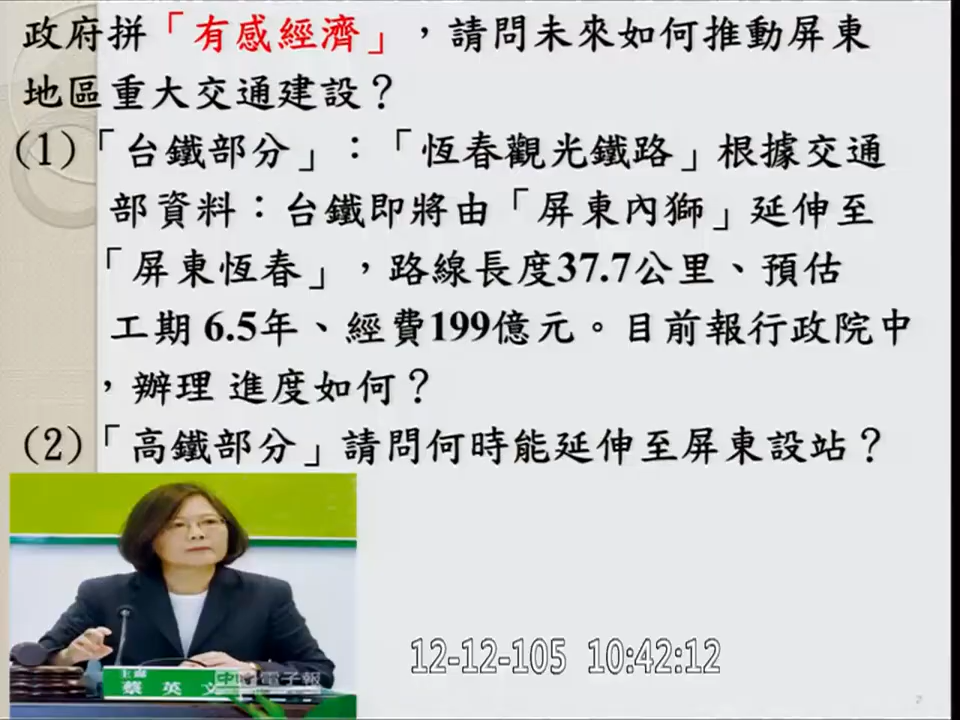 政府拼「有感經濟」，請問未來如何推動屏東
地區重大交通建設？
(1)「台鐵部分」：「恆春觀光鐵路」根據交通
部資料：台鐵即將由「屏東內獅」延伸至
「屏東恆春」，路線長度37.7公里、預估
工期 6.5年、經費199億元。目前報行政院中
，辦理 進度如何？
(2)「高鐵部分」請問何時能延伸至屏東設站？
主席
蔡英文
中時電子報
12-12-105 10:42:12
7